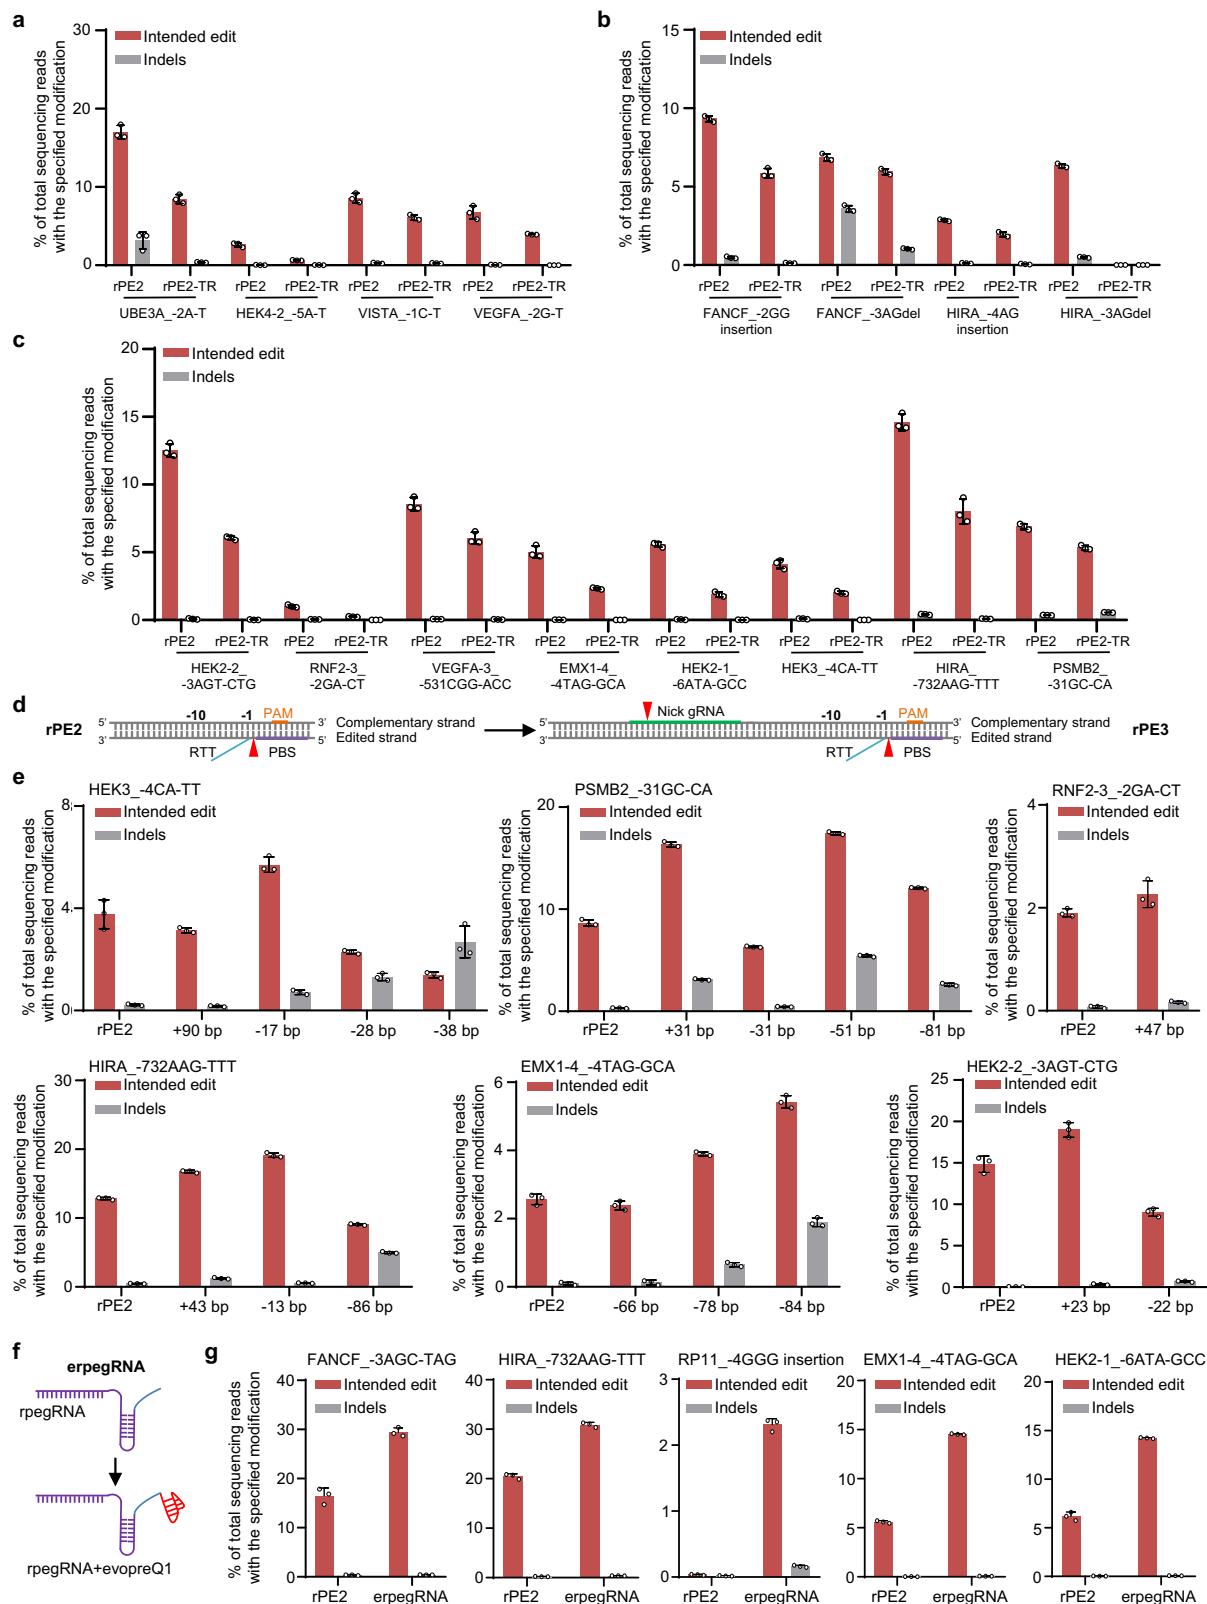 a
% of total sequencing reads
with the specified modification
30
20
10
0
Intended edit
Indels
rPE2 rPE2-TR rPE2 rPE2-TR rPE2 rPE2-TR rPE2 rPE2-TR
UBE3A_-2A-T HEK4-2_-5A-T VISTA_-1C-T VEGFA_-2G-T
b
% of total sequencing reads
with the specified modification
15
10
5
0
Intended edit
Indels
rPE2 rPE2-TR rPE2 rPE2-TR rPE2 rPE2-TR rPE2 rPE2-TR
FANCF_-2GG insertion FANCF_-3AGdel HIRA_-4AG insertion HIRA_-3AGdel
c
% of total sequencing reads
with the specified modification
20
15
10
5
0
Intended edit
Indels
rPE2 rPE2-TR rPE2 rPE2-TR rPE2 rPE2-TR rPE2 rPE2-TR rPE2 rPE2-TR rPE2 rPE2-TR rPE2 rPE2-TR rPE2 rPE2-TR
HEK2-2_ RNF2-3_ VEGFA-3_ EMX1-4_ HEK2-1_ HEK3_-4CA-TT HIRA_ PSMB2_
-3AGT-CTG -2GA-CT -531CGG-ACC -4TAG-GCA -6ATA-GCC -732AAG-TTT -31GC-CA
d
rPE2
5' 3'
3' 5'
-10 -1 PAM
RTT PBS
Complementary strand
Edited strand
5' 3'
3' 5'
Nick gRNA
-10 -1 PAM
RTT PBS
Complementary strand
Edited strand
rPE3
e
HEK3_-4CA-TT
% of total sequencing reads
with the specified modification
8
4
0
Intended edit
Indels
rPE2 +90 bp -17 bp -28 bp -38 bp
PSMB2_-31GC-CA
% of total sequencing reads
with the specified modification
20
10
0
Intended edit
Indels
rPE2 +31 bp -31 bp -51 bp -81 bp
RNF2-3_-2GA-CT
% of total sequencing reads
with the specified modification
4
2
0
Intended edit
Indels
rPE2 +47 bp
HIRA_-732AAG-TTT
% of total sequencing reads
with the specified modification
30
20
10
0
Intended edit
Indels
rPE2 +43 bp -13 bp -86 bp
EMX1-4_-4TAG-GCA
% of total sequencing reads
with the specified modification
6
4
2
0
Intended edit
Indels
rPE2 -66 bp -78 bp -84 bp
HEK2-2_-3AGT-CTG
% of total sequencing reads
with the specified modification
25
20
15
10
5
0
Intended edit
Indels
rPE2 +23 bp -22 bp
f
erpegRNA
rpegRNA
rpegRNA+evopreQ1
g
% of total sequencing reads
with the specified modification
FANCF_-3AGC-TAG
40
30
20
10
0
Intended edit
Indels
rPE2 erpegRNA
HIRA_-732AAG-TTT
40
30
20
10
0
Intended edit
Indels
rPE2 erpegRNA
RP11_-4GGG insertion
3
2
1
0
Intended edit
Indels
rPE2 erpegRNA
EMX1-4_-4TAG-GCA
20
15
10
5
0
Intended edit
Indels
rPE2 erpegRNA
HEK2-1_-6ATA-GCC
20
15
10
5
0
Intended edit
Indels
rPE2 erpegRNA